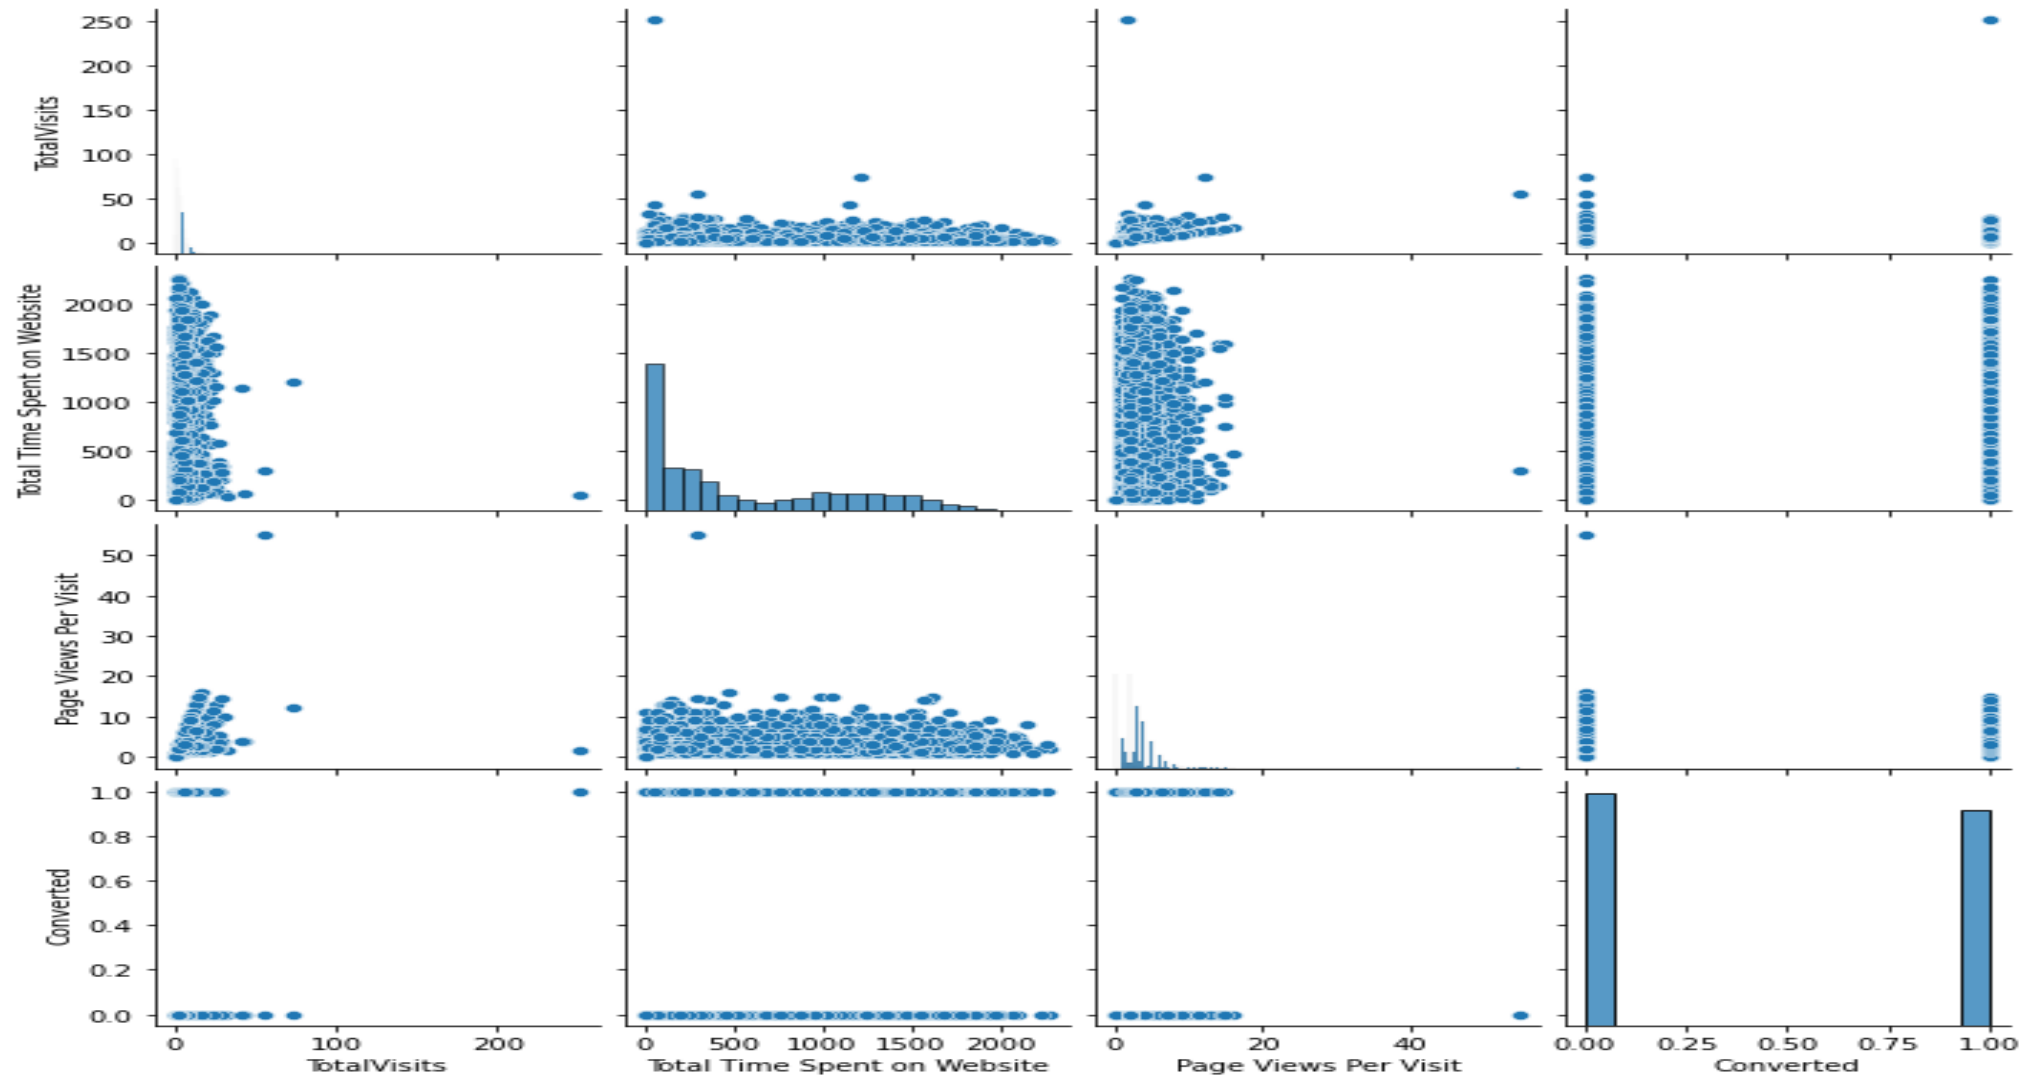 250
200
150
100
50
0
TotalVisits
2000
1500
1000
500
0
Total Time Spent on Website
50
40
30
20
10
0
Page Views Per Visit
1.0
0.8
0.6
0.4
0.2
0.0
Converted
0 100 200
TotalVisits
0 500 1000 1500 2000
Total Time Spent on Website
0 20 40
Page Views Per Visit
0.00 0.25 0.50 0.75 1.00
Converted